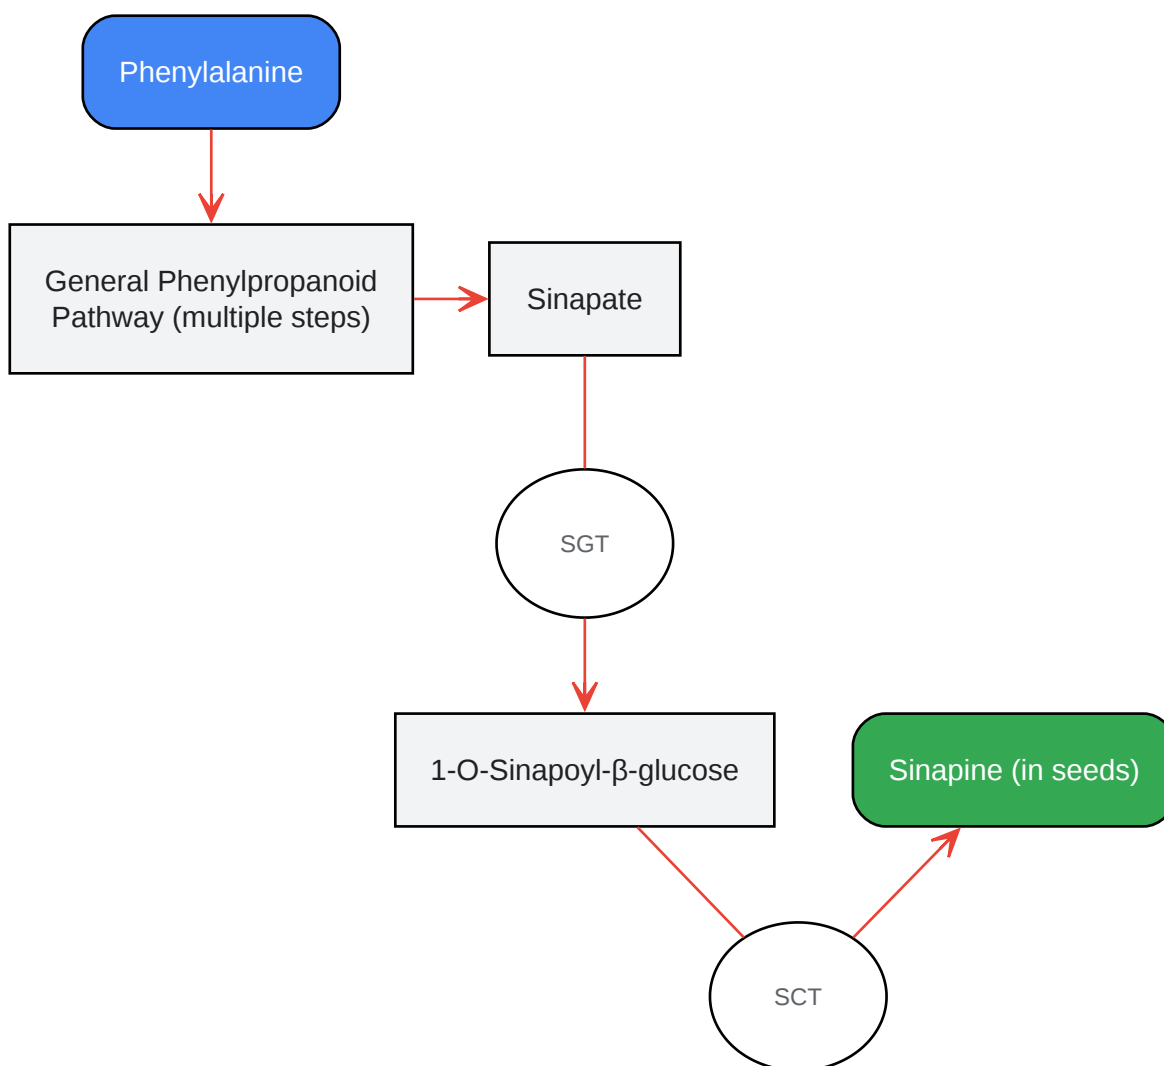 Phenylalanine
General Phenylpropanoid
Pathway (multiple steps)
Sinapate
SGT
1-O-Sinapoyl-β-glucose
Sinapine (in seeds)
SCT